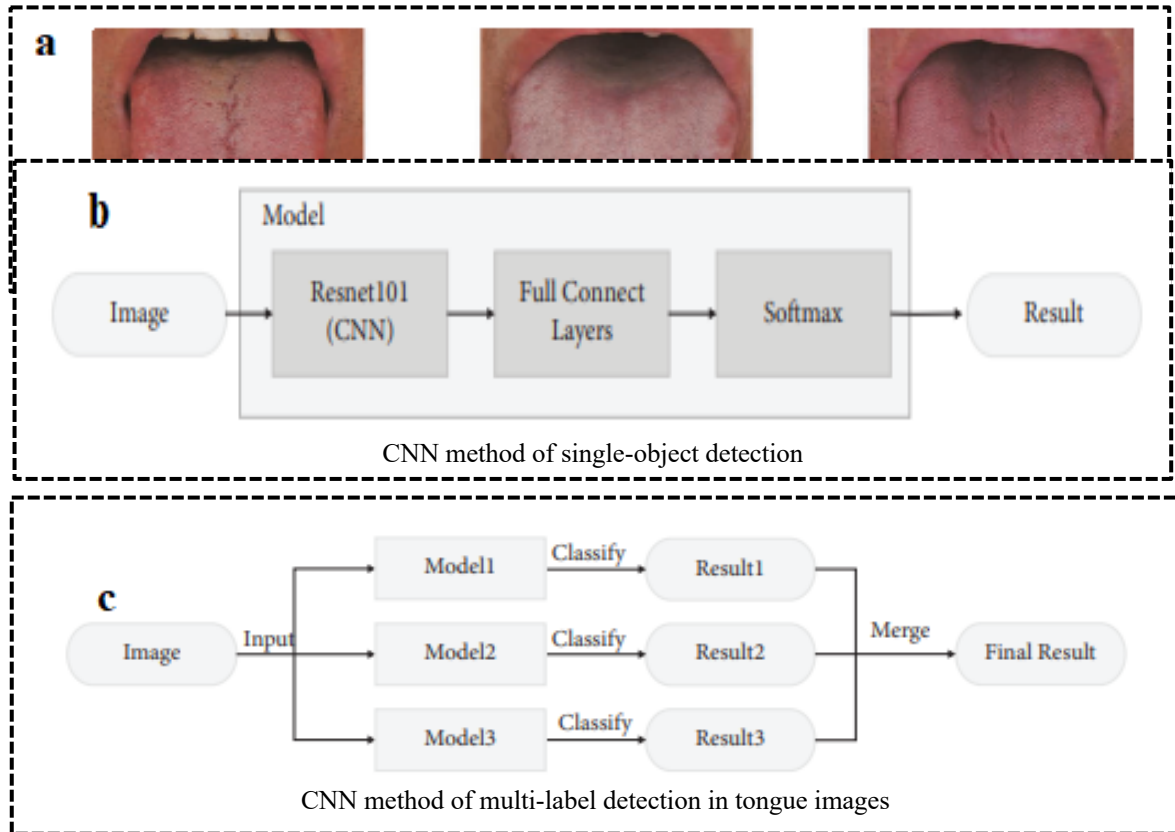 a
b
Model
Image
Resnet101
(CNN)
Full Connect
Layers
Softmax
Result
CNN method of single-object detection
c
Image
Input
Model1
Classify
Result1
Model2
Classify
Result2
Model3
Classify
Result3
Merge
Final Result
CNN method of multi-label detection in tongue images